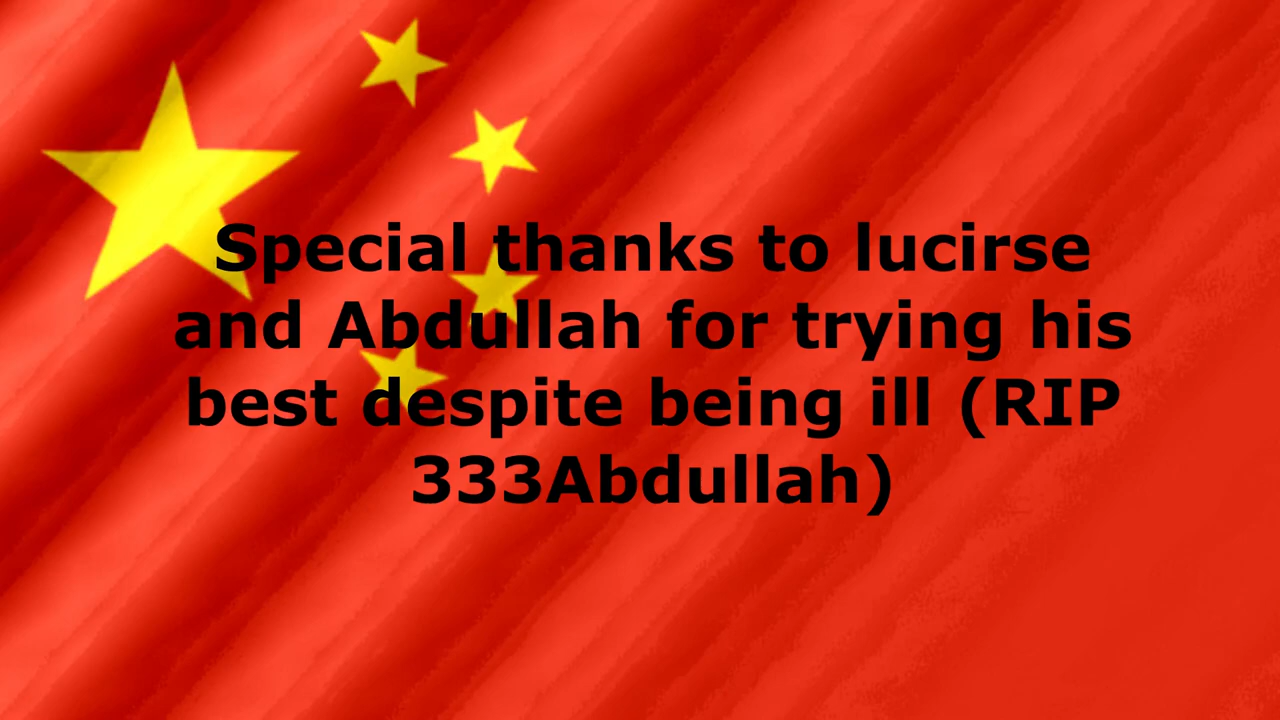 Special thanks to lucirse
and Abdullah for trying his
best despite being ill (RIP
333Abdullah)